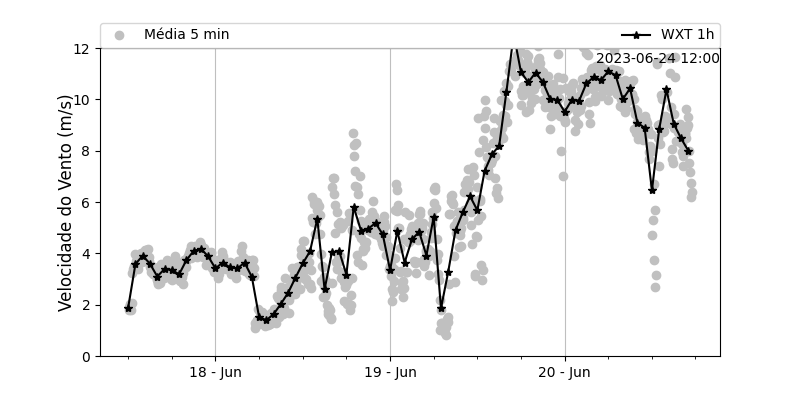 Média 5 min
WXT 1h
2023-06-24 12:00
Velocidade do Vento (m/s)
12
10
8
6
4
2
0
18 - Jun
19 - Jun
20 - Jun